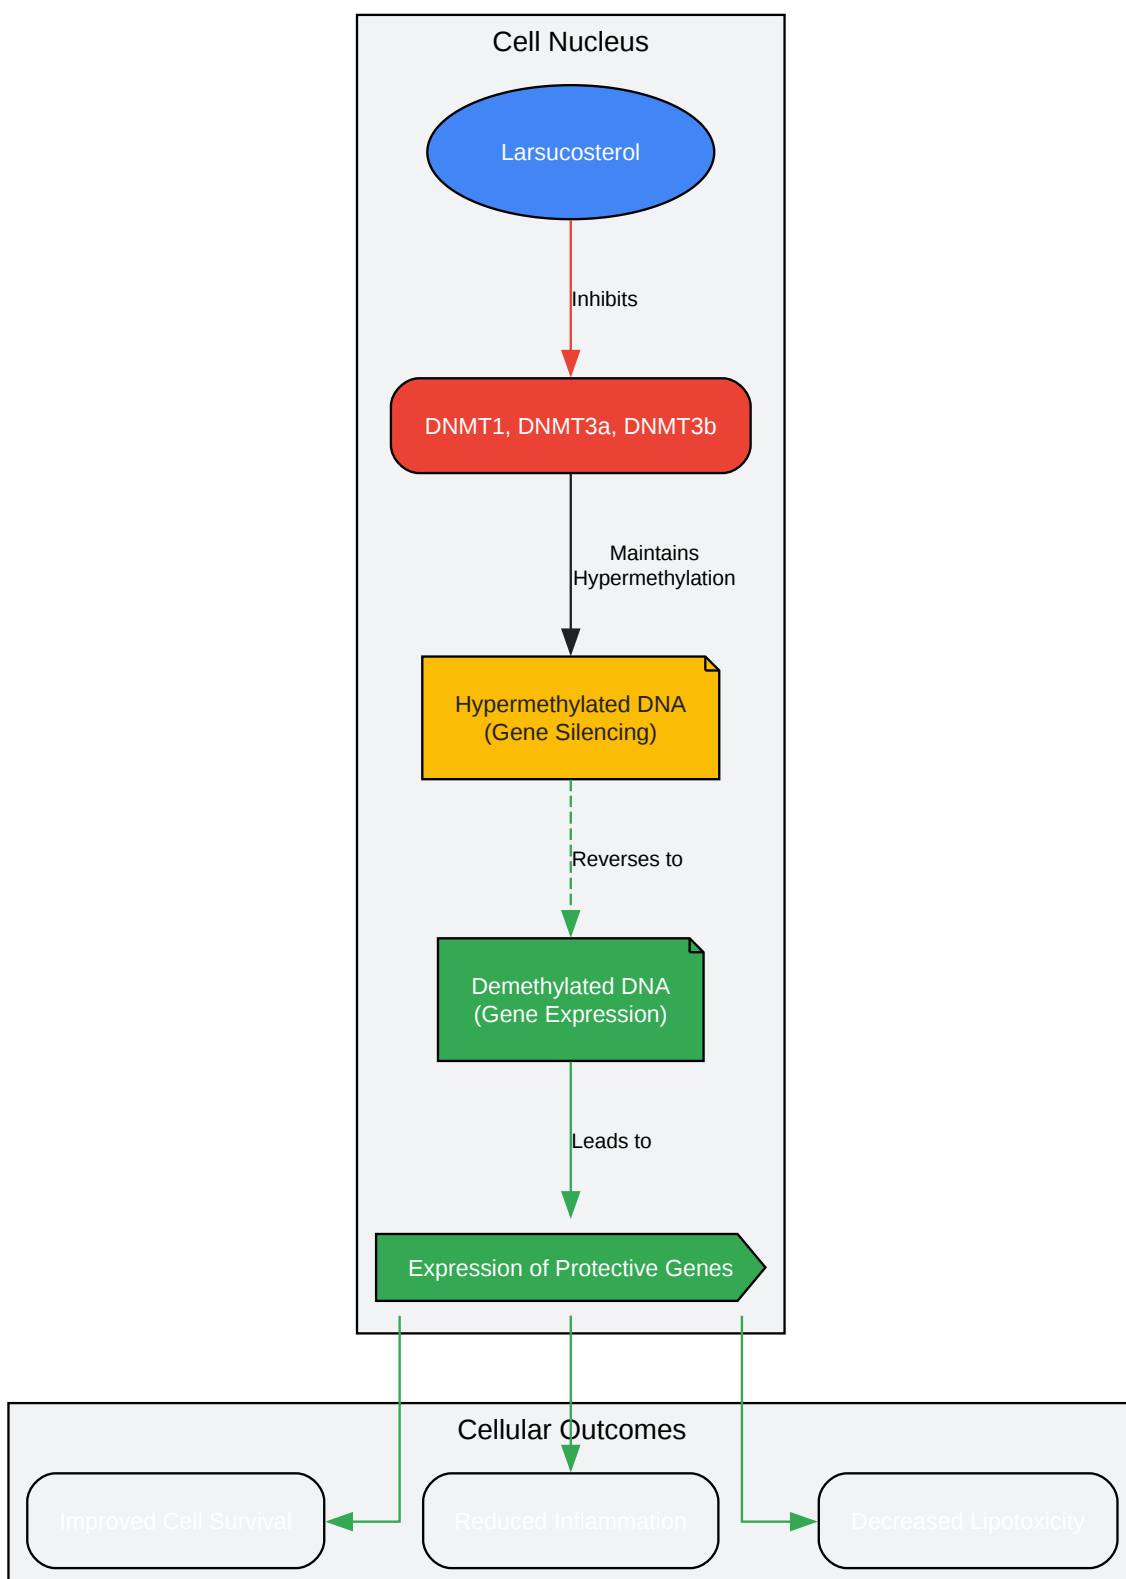 Cell Nucleus
Larsucosterol
Inhibits
DNMT1, DNMT3a, DNMT3b
Maintains
Hypermethylation
Hypermethylated DNA
(Gene Silencing)
Reverses to
Demethylated DNA
(Gene Expression)
Leads to
Expression of Protective Genes
Cellular Outcomes
Improved Cell Survival
Reduced Inflammation
Decreased Lipotoxicity